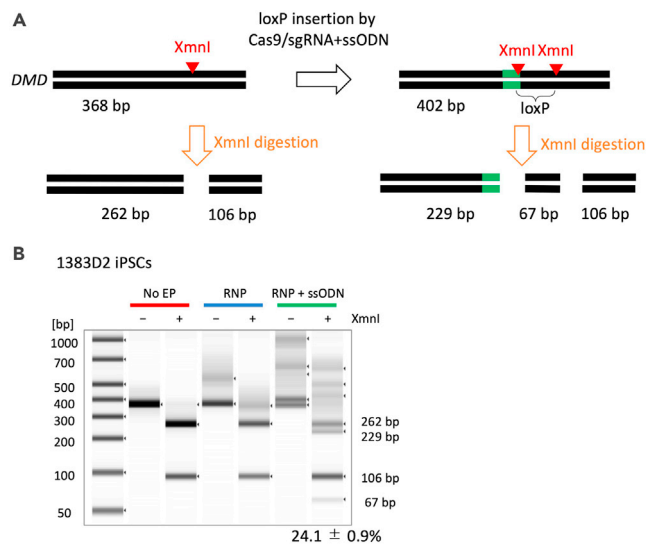 A
loxP insertion by
Cas9/sgRNA+ssODN
XmnI
XmnI XmnI
DMD
368 bp
402 bp
loxP
XmnI digestion
XmnI digestion
262 bp
106 bp
229 bp
67 bp
106 bp
B
1383D2 iPSCs
No EP
RNP
RNP + ssODN
[bp]
− + − + − + XmnI
1000
700
500
400
300
200
100
50
262 bp
229 bp
106 bp
67 bp
24.1 ± 0.9%